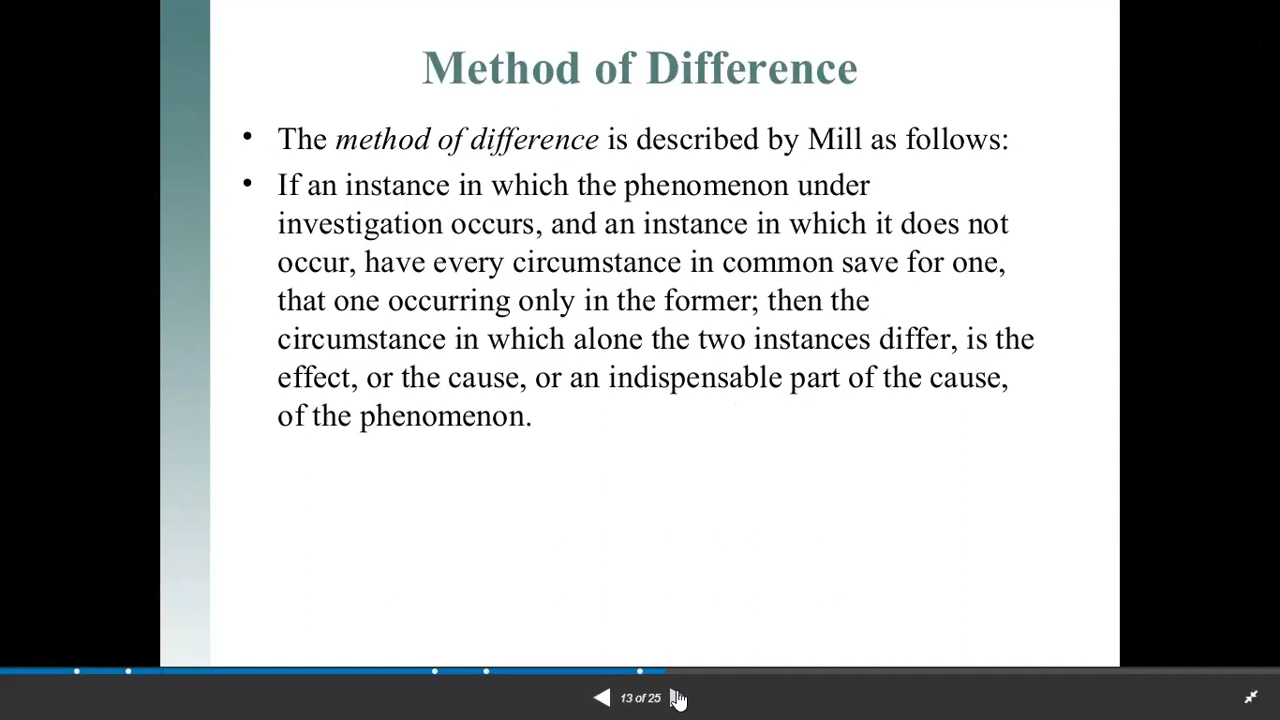 Method of Difference
• The method of difference is described by Mill as follows:
• If an instance in which the phenomenon under
investigation occurs, and an instance in which it does not
occur, have every circumstance in common save for one,
that one occurring only in the former; then the
circumstance in which alone the two instances differ, is the
effect, or the cause, or an indispensable part of the cause,
of the phenomenon.
13 of 25